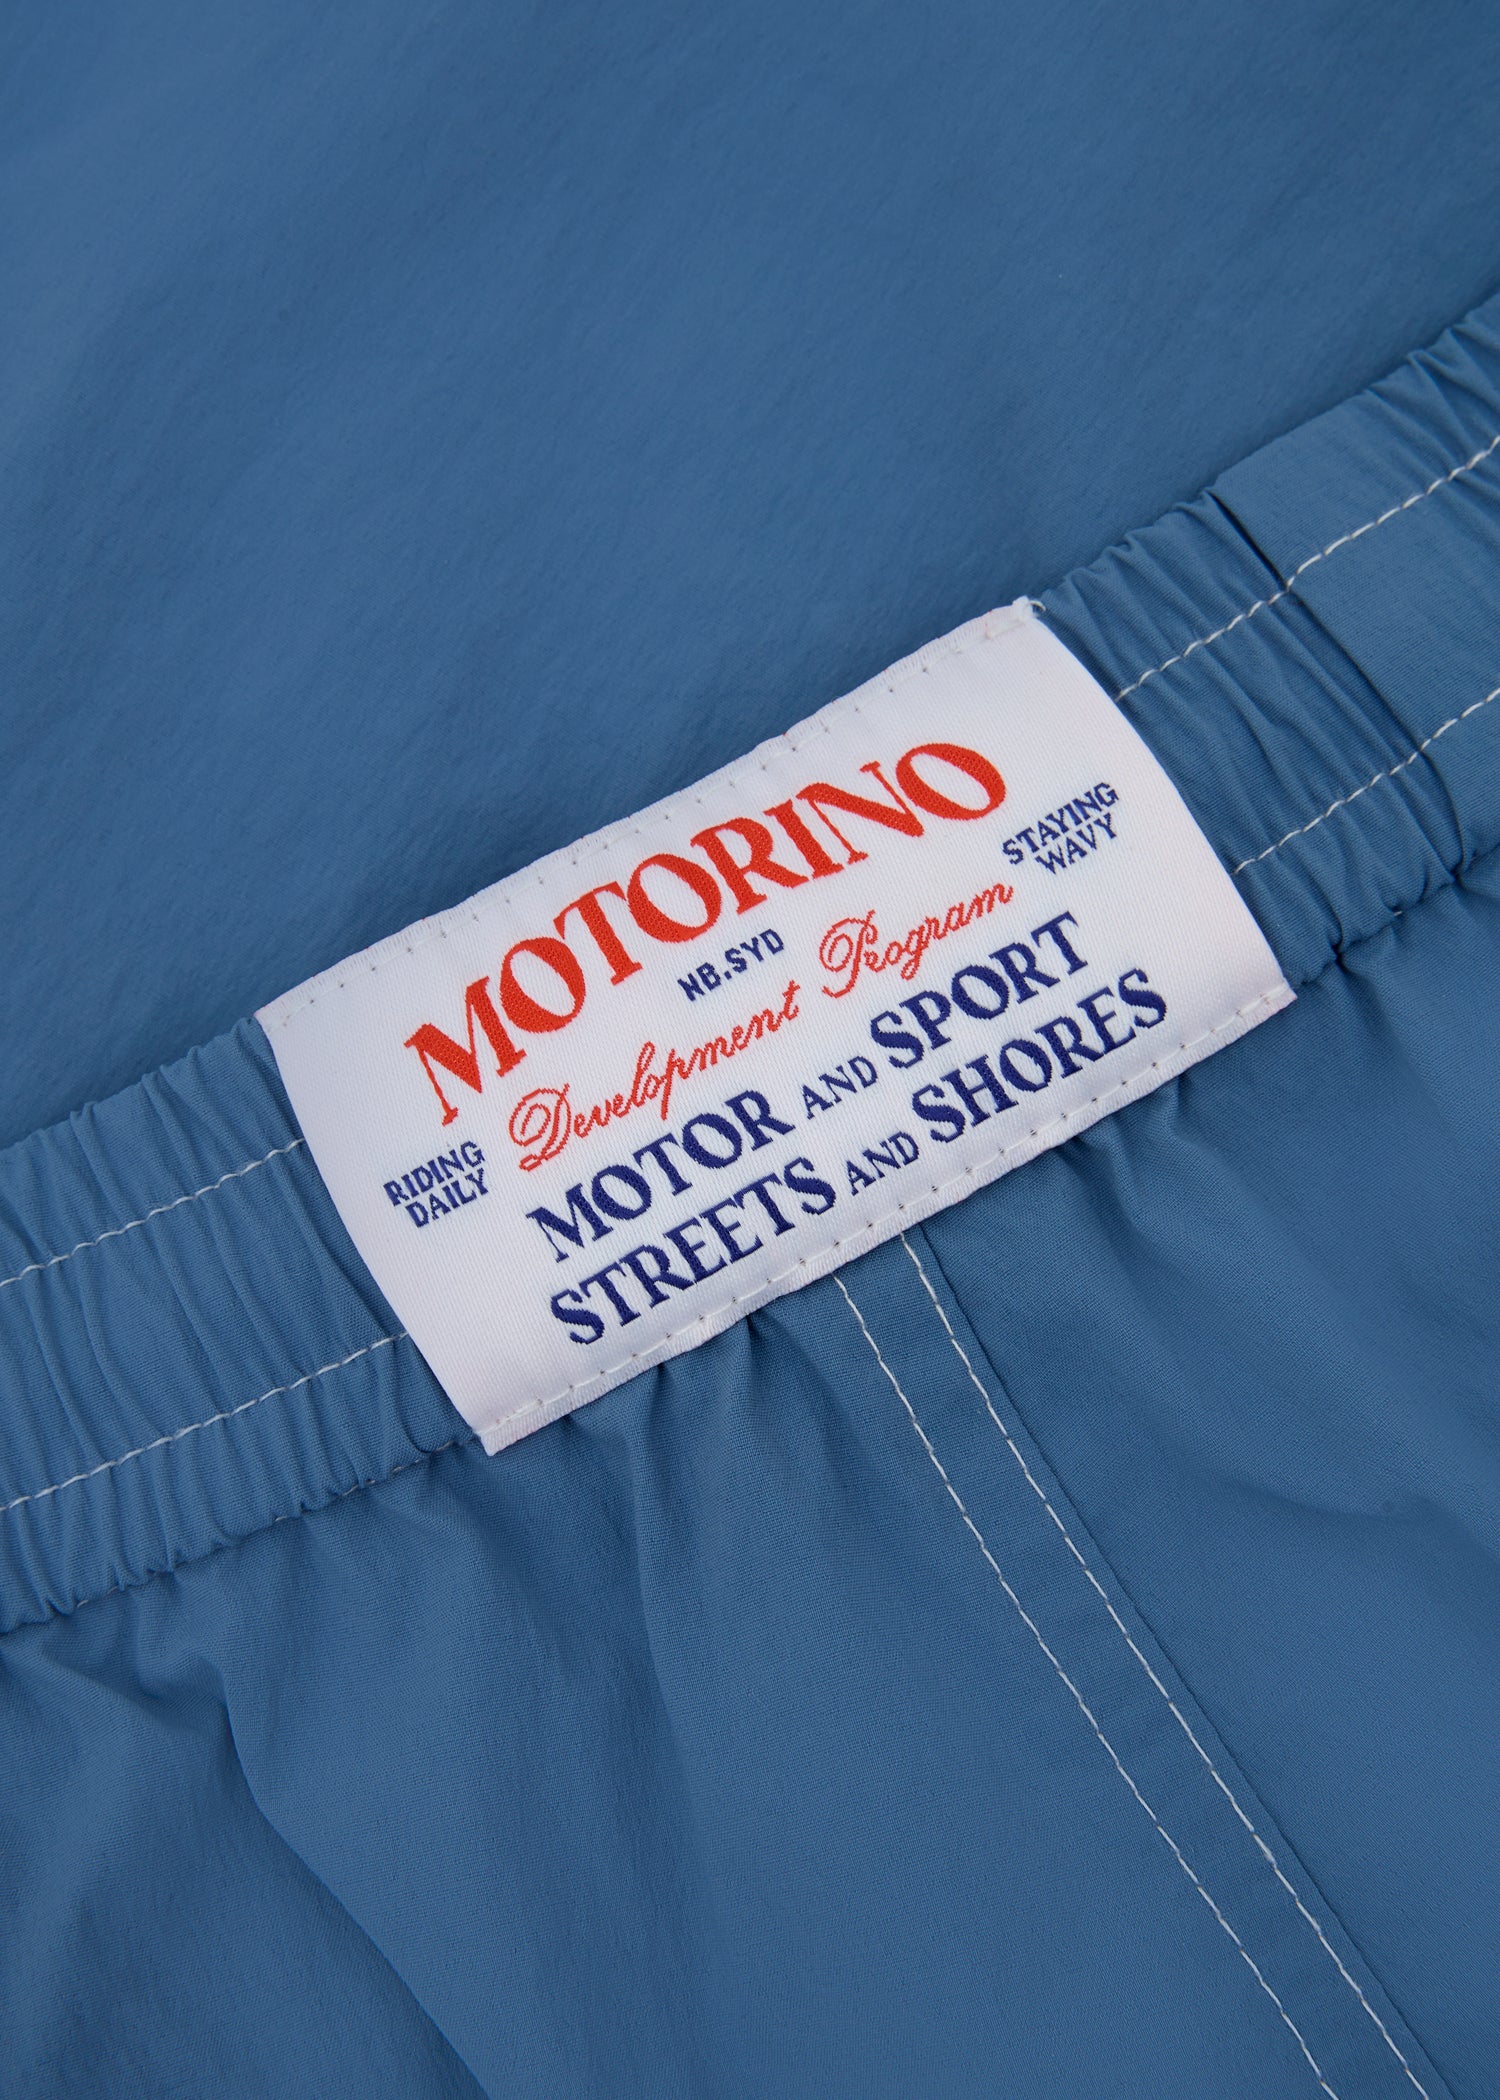 MOTORINO
NB.SYD
STAYING
WAVY
Development Program
RIDING
DAILY
MOTOR AND SPORT
STREETS AND SHORES